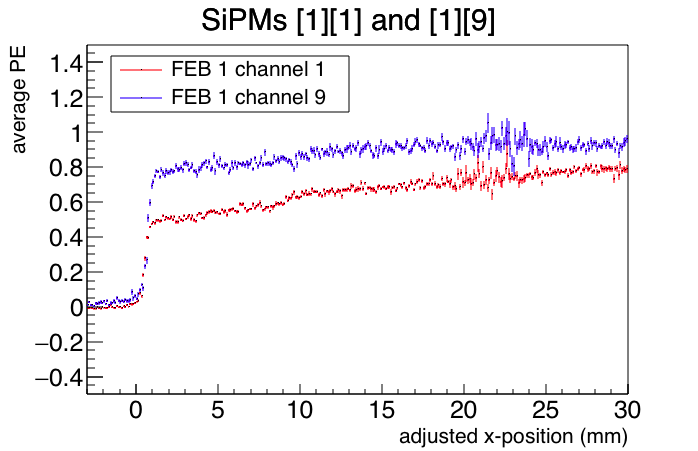 SiPMs [1][1] and [1][9]
average PE
FEB 1 channel 1
FEB 1 channel 9
1.4
1.2
1
0.8
0.6
0.4
0.2
0
−0.2
−0.4
0 5 10 15 20 25 30
adjusted x-position (mm)